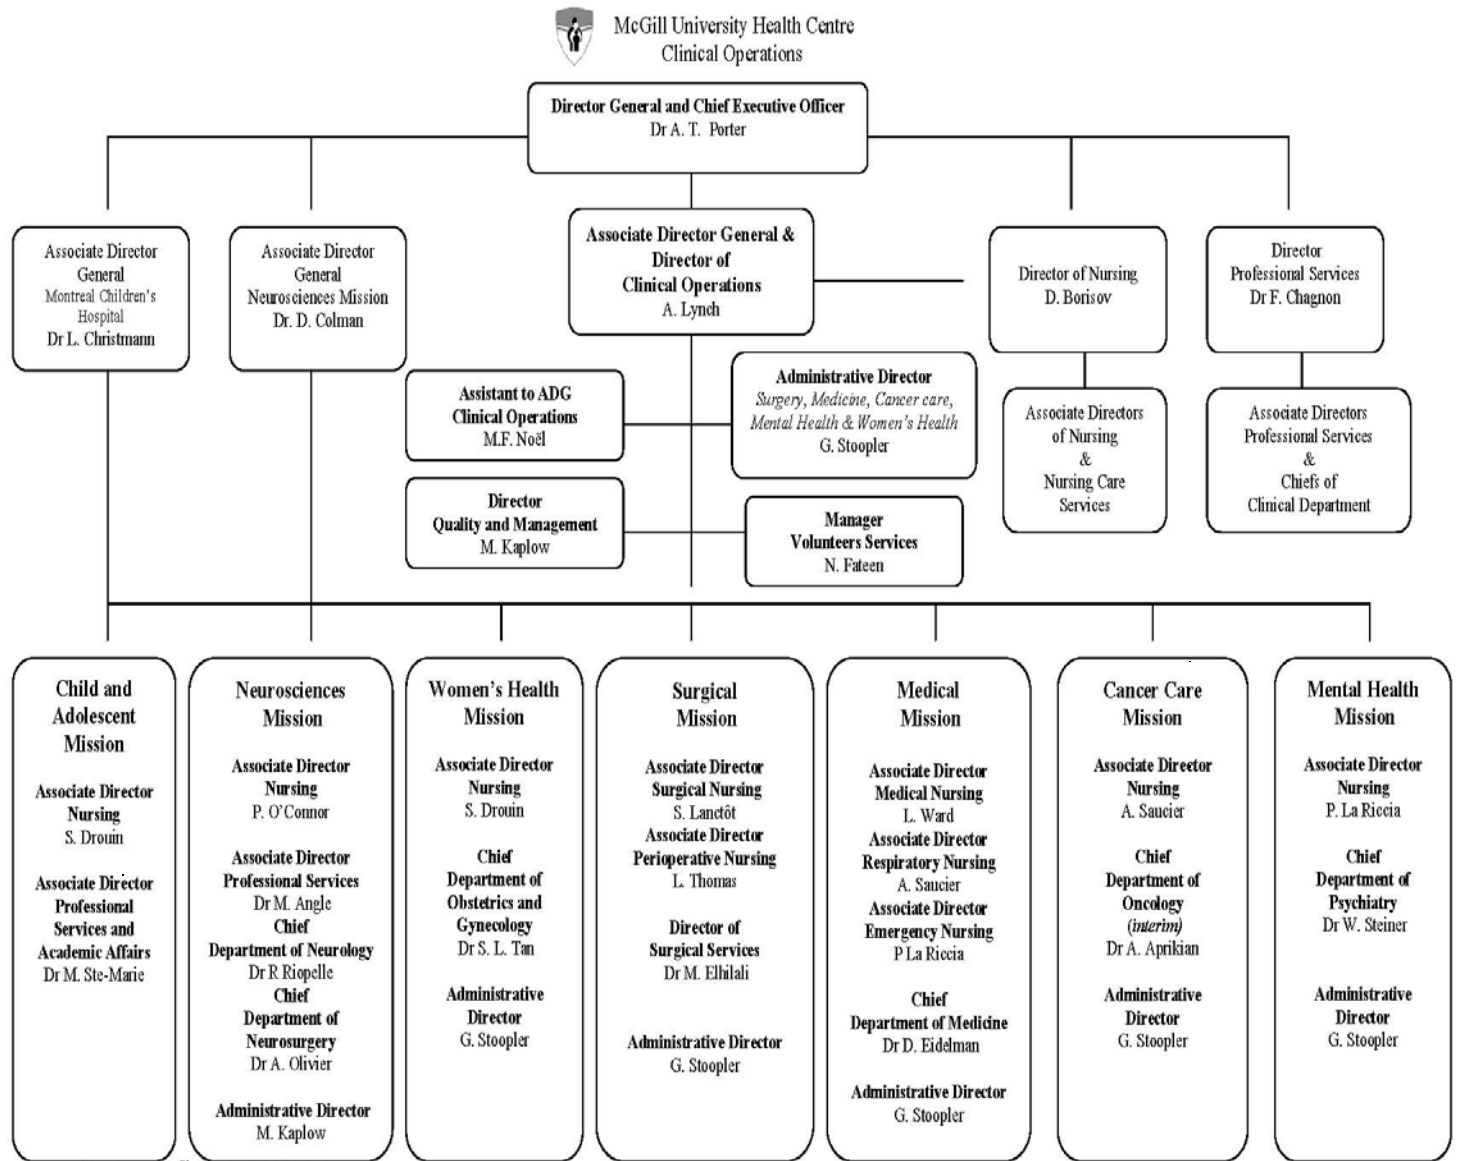 McGill University Health Centre
Clinical Operations
Director General and Chief Executive Officer
Dr A. T. Porter
Associate Director
General
Montreal Children's
Hospital
Dr L. Christmann
Associate Director
General
Neurosciences Mission
Dr. D. Colman
Associate Director General &
Director of
Clinical Operations
A. Lynch
Director of Nursing
D. Borisov
Director
Professional Services
Dr F. Chagnon
Assistant to ADG
Clinical Operations
M.F. Noël
Administrative Director
Surgery, Medicine, Cancer care,
Mental Health & Women's Health
G. Stoopler
Associate Directors
of Nursing
&
Nursing Care
Services
Associate Directors
Professional Services
&
Chiefs of
Clinical Department
Director
Quality and Management
M. Kaplow
Manager
Volunteers Services
N. Fateen
Child and
Adolescent
Mission
Associate Director
Nursing
S. Drouin
Associate Director
Professional
Services and
Academic Affairs
Dr M. Ste-Marie
Neurosciences
Mission
Associate Director
Nursing
P. O'Connor
Associate Director
Professional Services
Dr M. Angle
Chief
Department of Neurology
Dr R Riopelle
Chief
Department of
Neurosurgery
Dr A. Olivier
Administrative Director
M. Kaplow
Women's Health
Mission
Associate Director
Nursing
S. Drouin
Chief
Department of
Obstetrics and
Gynecology
Dr S. L. Tan
Administrative
Director
G. Stoopler
Surgical
Mission
Associate Director
Surgical Nursing
S. Lanctôt
Associate Director
Perioperative Nursing
L. Thomas
Director of
Surgical Services
Dr M. Elhilali
Administrative Director
G. Stoopler
Medical
Mission
Associate Director
Medical Nursing
L. Ward
Associate Director
Respiratory Nursing
A. Saucier
Associate Director
Emergency Nursing
P La Riccia
Chief
Department of Medicine
Dr D. Eidelman
Administrative Director
G. Stoopler
Cancer Care
Mission
Associate Director
Nursing
A. Saucier
Chief
Department of
Oncology
(interim)
Dr A. Aprikian
Administrative
Director
G. Stoopler
Mental Health
Mission
Associate Director
Nursing
P. La Riccia
Chief
Department of
Psychiatry
Dr W. Steiner
Administrative
Director
G. Stoopler